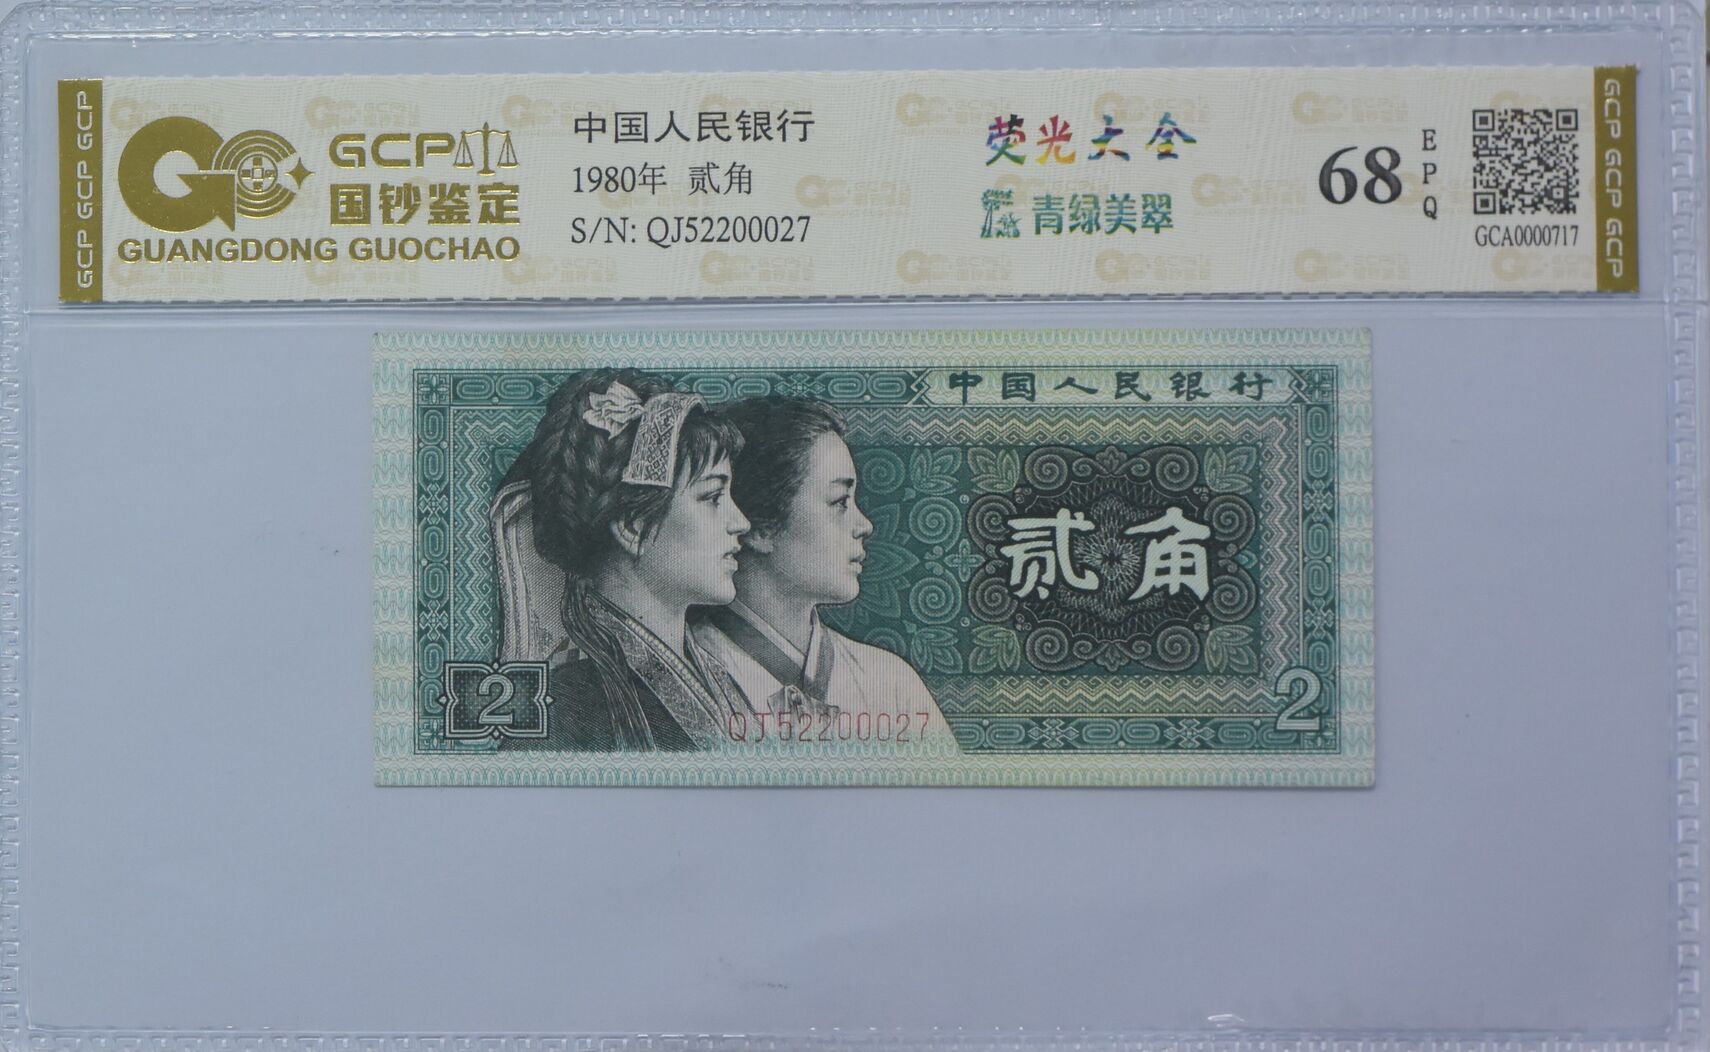 GCP GCP GCP
GCP
国钞鉴定
GUANGDONG GUOCHAO
中国人民银行
1980年 贰角
S/N: QJ52200027
荧光大全
青绿美翠
68
EPQ
GCA0000717
GCP GCP GCP
中国人民银行
贰角
2
2
QJ52200027